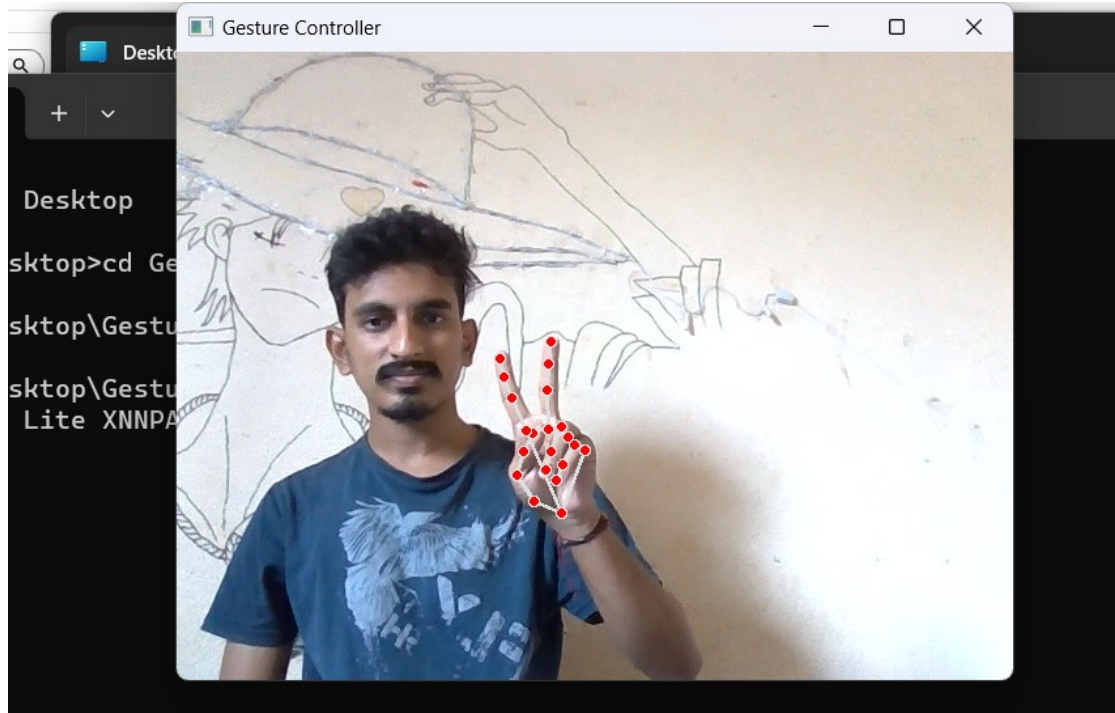 Gesture Controller
Deskt
Desktop
sktop>cd Ge
sktop\Gestu
sktop\Gestu
Lite XNNPA